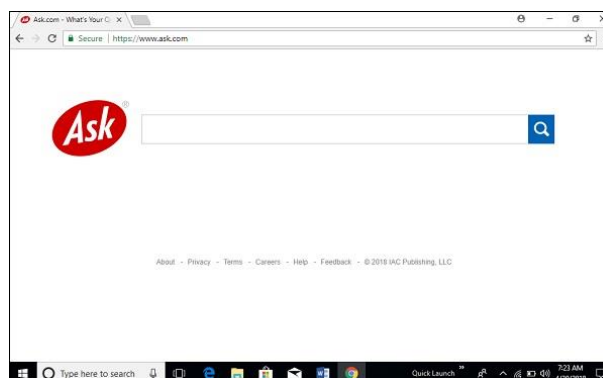 Ask.com - What's Your Q
Secure | https://www.ask.com
Ask®
About - Privacy - Terms - Careers - Help - Feedback - © 2018 IAC Publishing, LLC
Type here to search
Quick Launch
7:23 AM